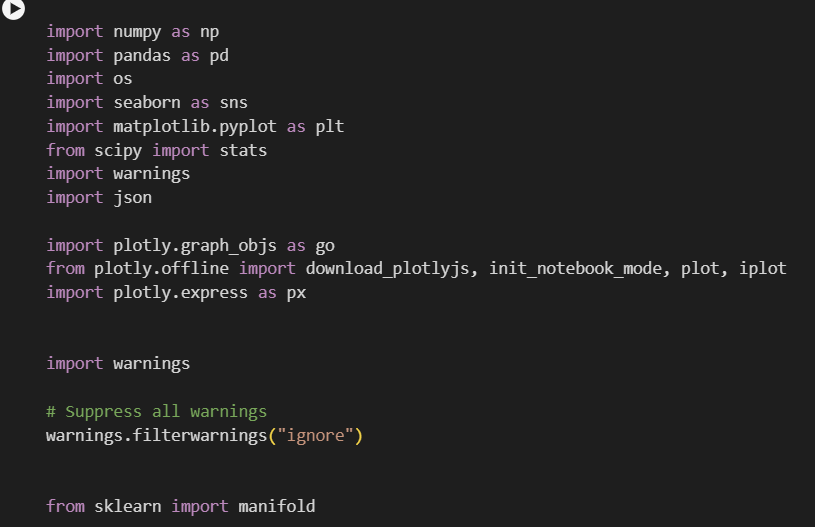 import numpy as np
import pandas as pd
import os
import seaborn as sns
import matplotlib.pyplot as plt
from scipy import stats
import warnings
import json
import plotly.graph_objs as go
from plotly.offline import download_plotlyjs, init_notebook_mode, plot, iplot
import plotly.express as px
import warnings
# Suppress all warnings
warnings.filterwarnings("ignore")
from sklearn import manifold